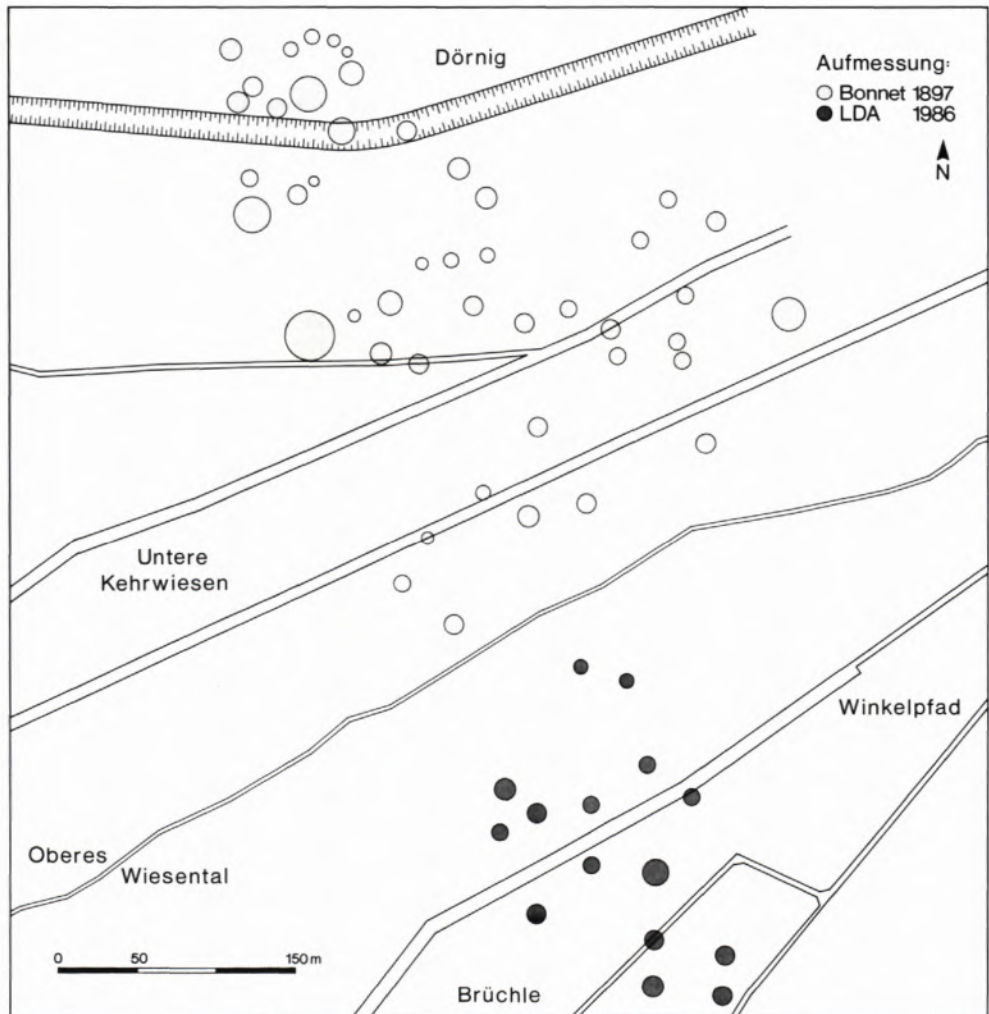 Dörnig
Aufmessung:
Bonnet 1897
LDA 1986
N
Untere
Kehrwiesen
Winkelpfad
Oberes
Wiesental
0 50 150 m
Brüchle